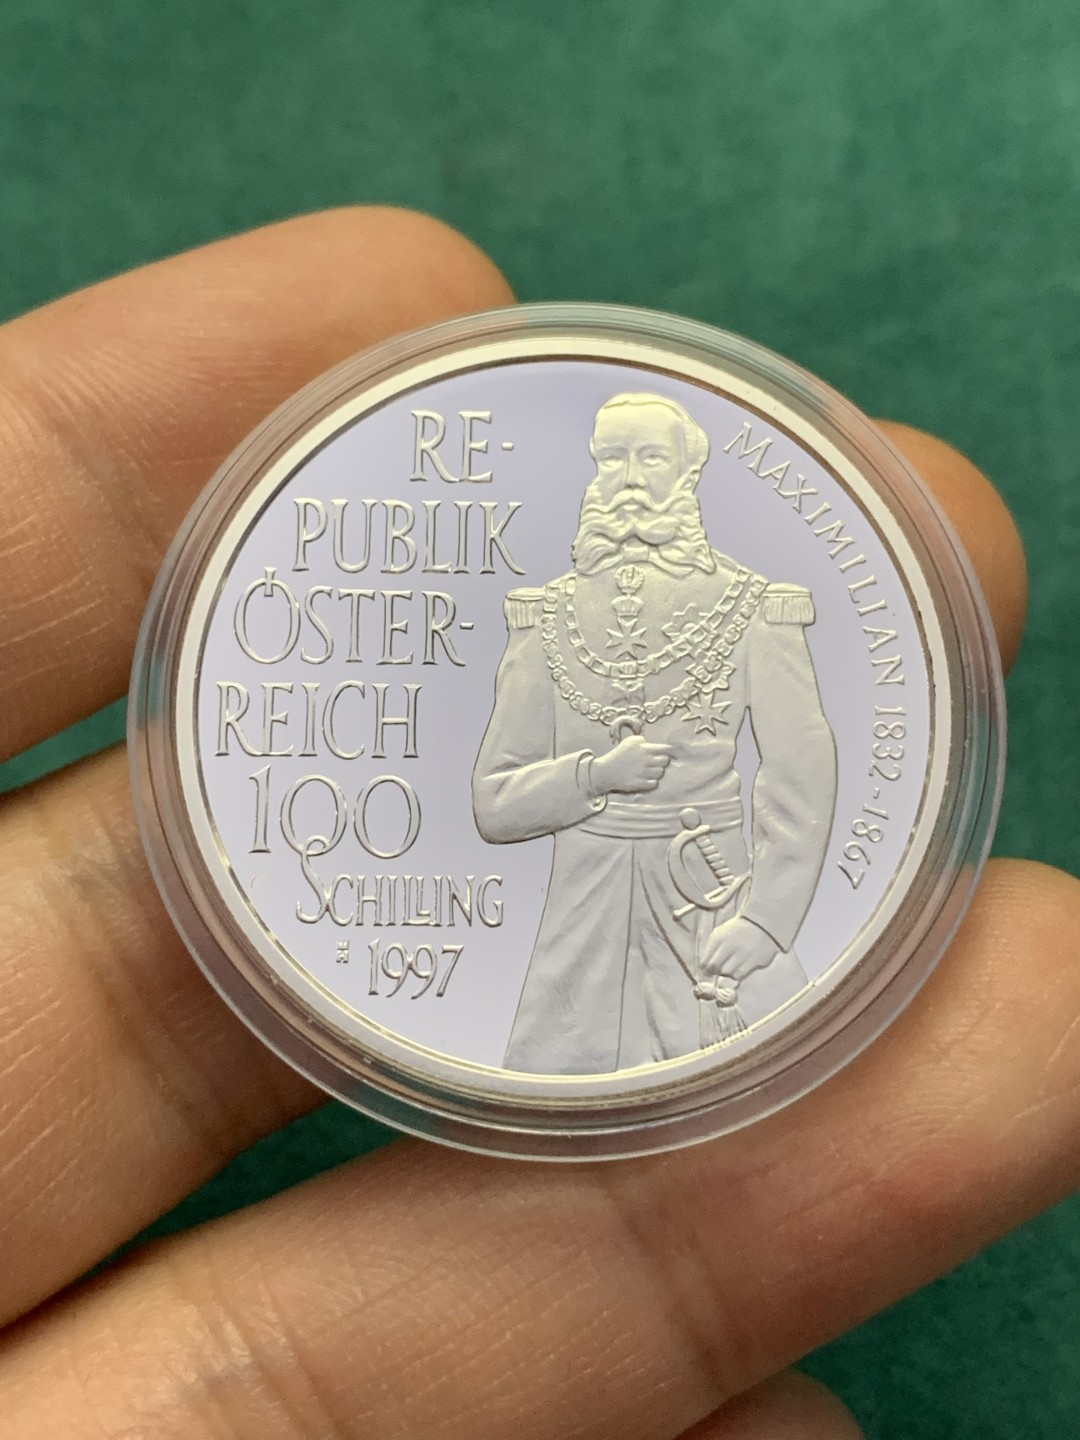 RE-
PUBLIK
ÖSTER-
REICH
100
SCHILLING
1997
MAXIMILIAN 1832-1867